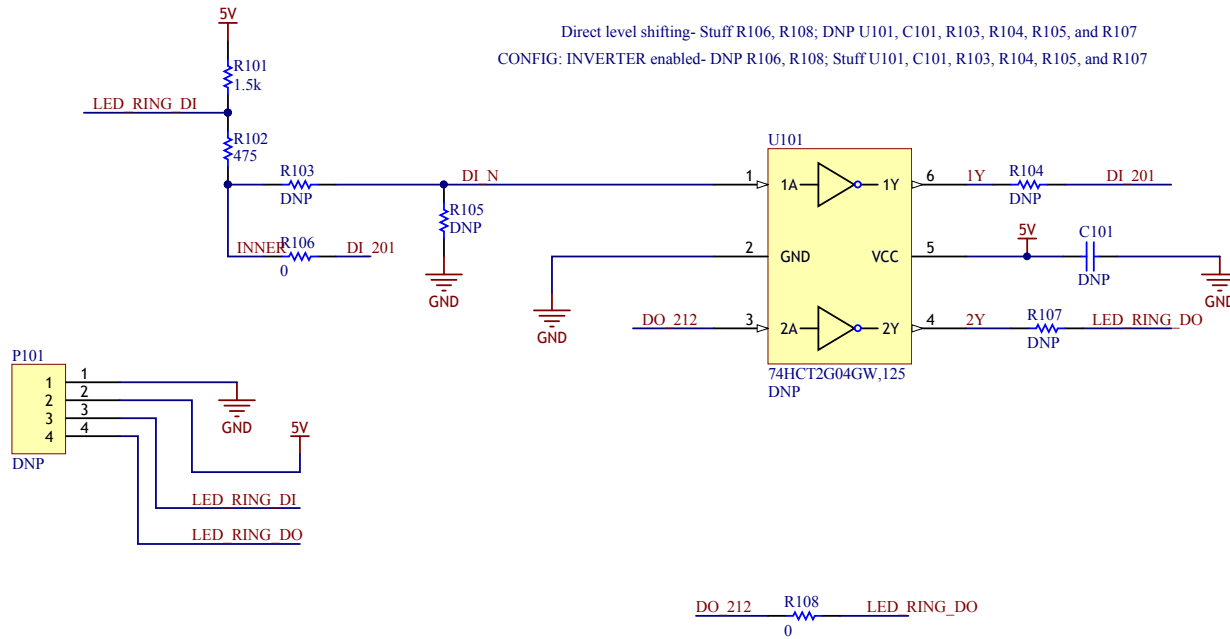 5V
Direct level shifting- Stuff R106, R108; DNP U101, C101, R103, R104, R105, and R107
CONFIG: INVERTER enabled- DNP R106, R108; Stuff U101, C101, R103, R104, R105, and R107
R101
1.5k
LED_RING_DI
R102
475
R103
DNP
DI_N
R105
DNP
GND
INNER
R106
0
DI_201
U101
1
1A
1Y
6
1Y
R104
DNP
DI_201
2
GND
VCC
5
5V
C101
DNP
GND
GND
DO_212
3
2A
2Y
4
2Y
R107
DNP
LED_RING_DO
74HCT2G04GW,125
DNP
P101
1
1
2
2
3
3
4
4
DNP
GND
5V
LED_RING_DI
LED_RING_DO
DO_212
R108
0
LED_RING_DO